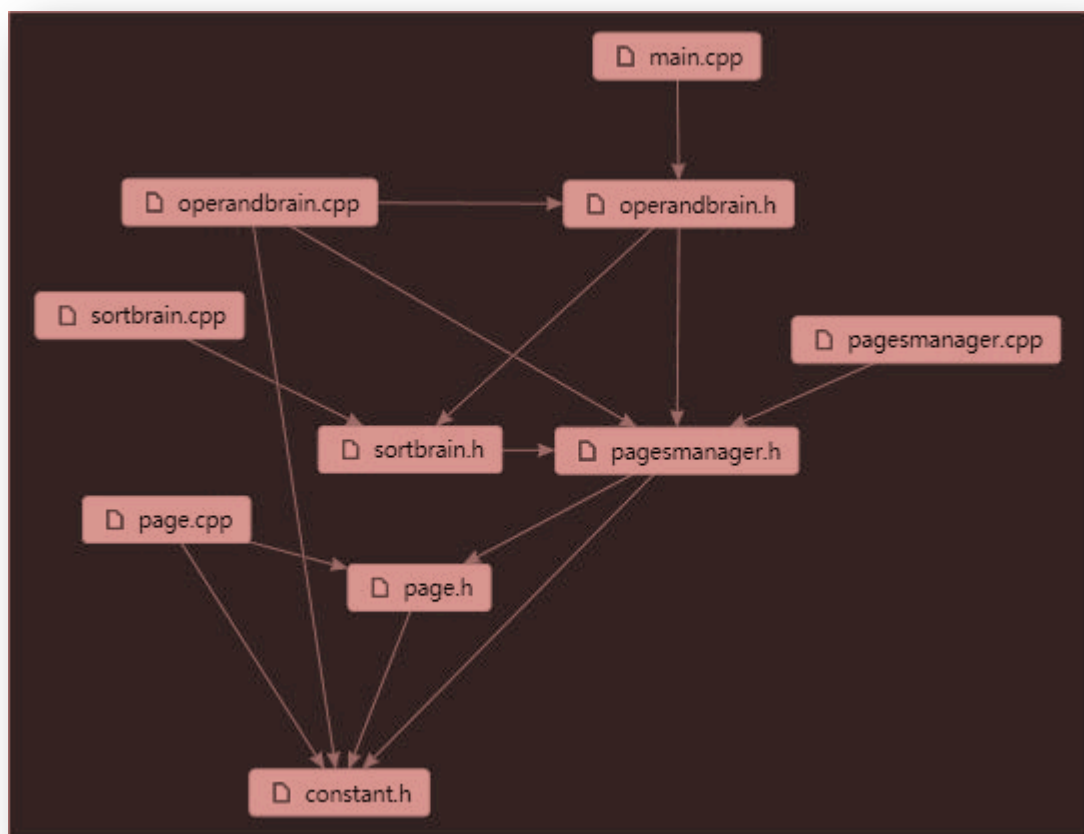 main.cpp
operandbrain.cpp
operandbrain.h
sortbrain.cpp
pagesmanager.cpp
sortbrain.h
pagesmanager.h
page.cpp
page.h
constant.h